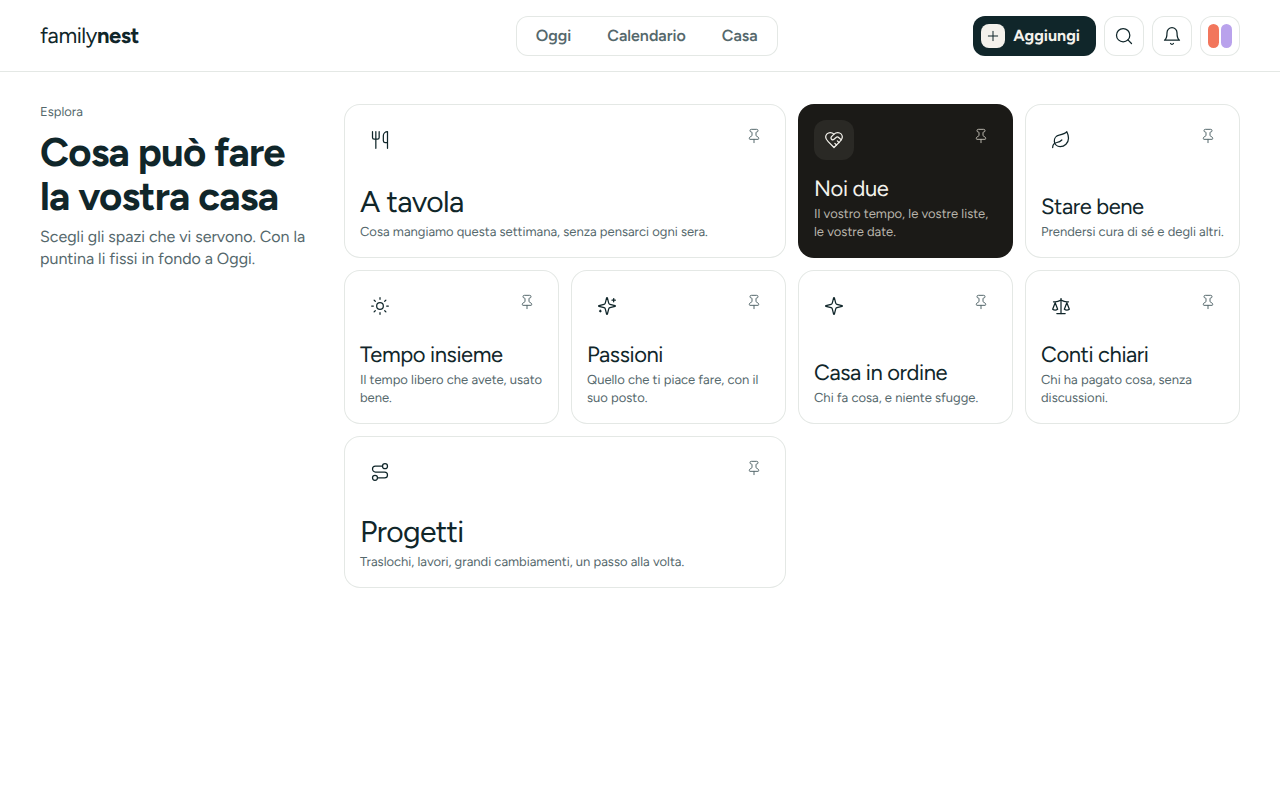 familynest
Oggi
Calendario
Casa
Aggiungi
Esplora
Cosa può fare
la vostra casa
Scegli gli spazi che vi servono. Con la
puntina li fissi in fondo a Oggi.
A tavola
Cosa mangiamo questa settimana, senza pensarci ogni sera.
Noi due
Il vostro tempo, le vostre liste,
le vostre date.
Stare bene
Prendersi cura di sé e degli altri.
Tempo insieme
Il tempo libero che avete, usato
bene.
Passioni
Quello che ti piace fare, con il
suo posto.
Casa in ordine
Chi fa cosa, e niente sfugge.
Conti chiari
Chi ha pagato cosa, senza
discussioni.
Progetti
Traslochi, lavori, grandi cambiamenti, un passo alla volta.